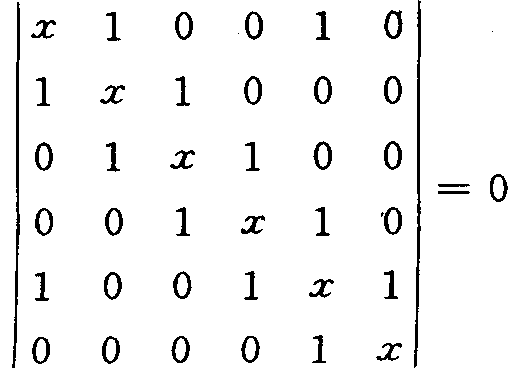 x 1 0 0 1 0
1 x 1 0 0 0
0 1 x 1 0 0
0 0 1 x 1 0
1 0 0 1 x 1
0 0 0 0 1 x
= 0